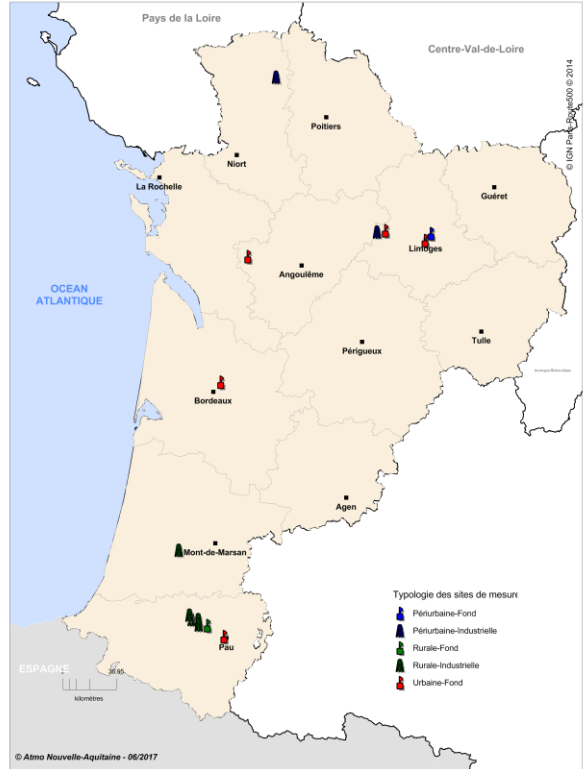 Pays de la Loire
Centre-Val-de-Loire
© IGN Paris-Route500 © 2014
Poitiers
Niort
La Rochelle
Guéret
Limoges
Angoulême
OCEAN
ATLANTIQUE
Tulle
Périgueux
Bordeaux
Agen
Mont-de-Marsan
Typologie des sites de mesure
Périurbaine-Fond
Périurbaine-Industrielle
Rurale-Fond
Rurale-Industrielle
Urbaine-Fond
Pau
ESPAGNE
kilomètres
© Atmo Nouvelle-Aquitaine - 06/2017